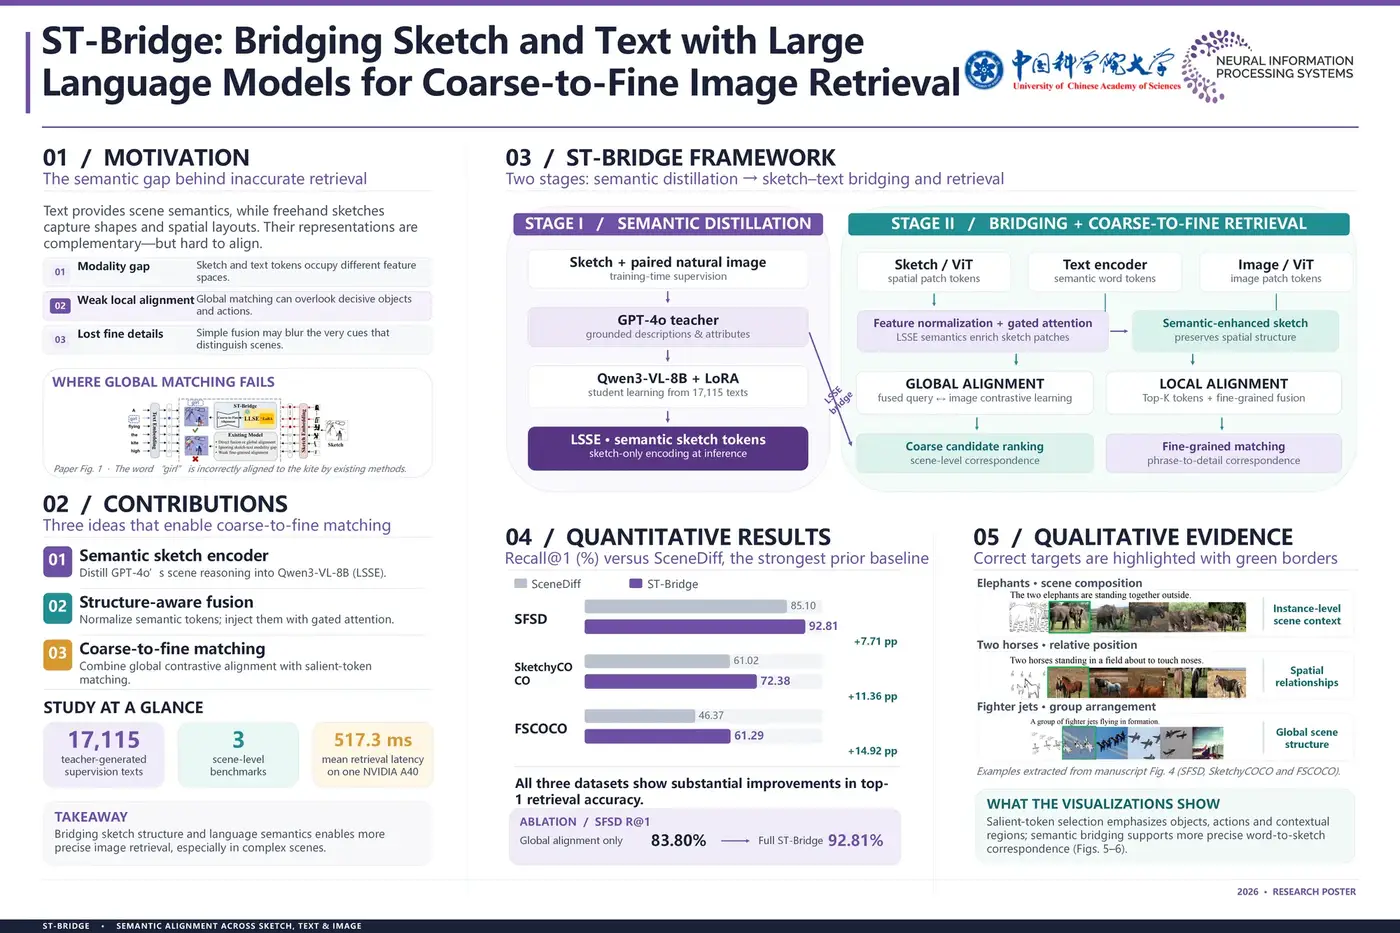 ST-Bridge: Bridging Sketch and Text with Large
Language Models for Coarse-to-Fine Image Retrieval
中国科学院大学
University of Chinese Academy of Sciences
NEURAL INFORMATION
PROCESSING SYSTEMS
01 / MOTIVATION
The semantic gap behind inaccurate retrieval
Text provides scene semantics, while freehand sketches
capture shapes and spatial layouts. Their representations are
complementary—but hard to align.
01 Modality gap Sketch and text tokens occupy different feature
spaces.
02 Weak local alignment Global matching can overlook decisive objects
and actions.
03 Lost fine details Simple fusion may blur the very cues that
distinguish scenes.
WHERE GLOBAL MATCHING FAILS
A
girl
flying
the
kite
high
Text Embedding
girl
ST-Bridge
LLSE
LoRA
Existing Model
Sketch Embedding
Sketch
Paper Fig. 1 · The word “girl” is incorrectly aligned to the kite by existing methods.
02 / CONTRIBUTIONS
Three ideas that enable coarse-to-fine matching
01 Semantic sketch encoder
Distill GPT-4o’s scene reasoning into Qwen3-VL-8B (LSSE).
02 Structure-aware fusion
Normalize semantic tokens; inject them with gated attention.
03 Coarse-to-fine matching
Combine global contrastive alignment with salient-token
matching.
STUDY AT A GLANCE
17,115
teacher-generated
supervision texts
3
scene-level
benchmarks
517.3 ms
mean retrieval latency
on one NVIDIA A40
TAKEAWAY
Bridging sketch structure and language semantics enables more
precise image retrieval, especially in complex scenes.
03 / ST-BRIDGE FRAMEWORK
Two stages: semantic distillation → sketch–text bridging and retrieval
STAGE I / SEMANTIC DISTILLATION
Sketch + paired natural image
training-time supervision
GPT-4o teacher
grounded descriptions & attributes
Qwen3-VL-8B + LoRA
student learning from 17,115 texts
LSSE • semantic sketch tokens
sketch-only encoding at inference
LSSE
bridge
STAGE II / BRIDGING + COARSE-TO-FINE RETRIEVAL
Sketch / ViT
spatial patch tokens
Text encoder
semantic word tokens
Image / ViT
image patch tokens
Feature normalization + gated attention
LSSE semantics enrich sketch patches
Semantic-enhanced sketch
preserves spatial structure
GLOBAL ALIGNMENT
fused query ↔ image contrastive learning
LOCAL ALIGNMENT
Top-K tokens + fine-grained fusion
Coarse candidate ranking
scene-level correspondence
Fine-grained matching
phrase-to-detail correspondence
04 / QUANTITATIVE RESULTS
Recall@1 (%) versus SceneDiff, the strongest prior baseline
SceneDiff ST-Bridge
SFSD
85.10
92.81
+7.71 pp
SketchyCO
CO
61.02
72.38
+11.36 pp
FSCOCO
46.37
61.29
+14.92 pp
All three datasets show substantial improvements in top-
1 retrieval accuracy.
ABLATION / SFSD R@1
Global alignment only 83.80% → Full ST-Bridge 92.81%
05 / QUALITATIVE EVIDENCE
Correct targets are highlighted with green borders
Elephants • scene composition
The two elephants are standing together outside.
Instance-level
scene context
Two horses • relative position
Two horses standing in a field about to touch noses.
Spatial
relationships
Fighter jets • group arrangement
A group of fighter jets flying in formation.
Global scene
structure
Examples extracted from manuscript Fig. 4 (SFSD, SketchyCOCO and FSCOCO).
WHAT THE VISUALIZATIONS SHOW
Salient-token selection emphasizes objects, actions and contextual
regions; semantic bridging supports more precise word-to-sketch
correspondence (Figs. 5–6).
2026 • RESEARCH POSTER
ST-BRIDGE • SEMANTIC ALIGNMENT ACROSS SKETCH, TEXT & IMAGE